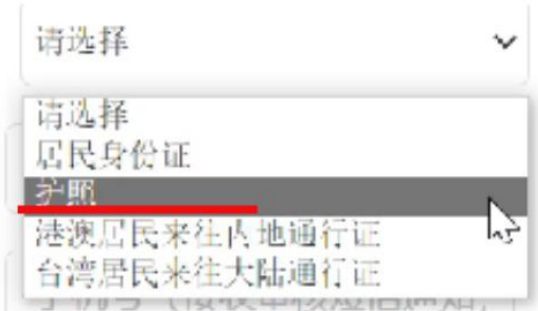 请选择
请选择
居民身份证
护照
港澳居民来往内地通行证
台湾居民来往大陆通行证